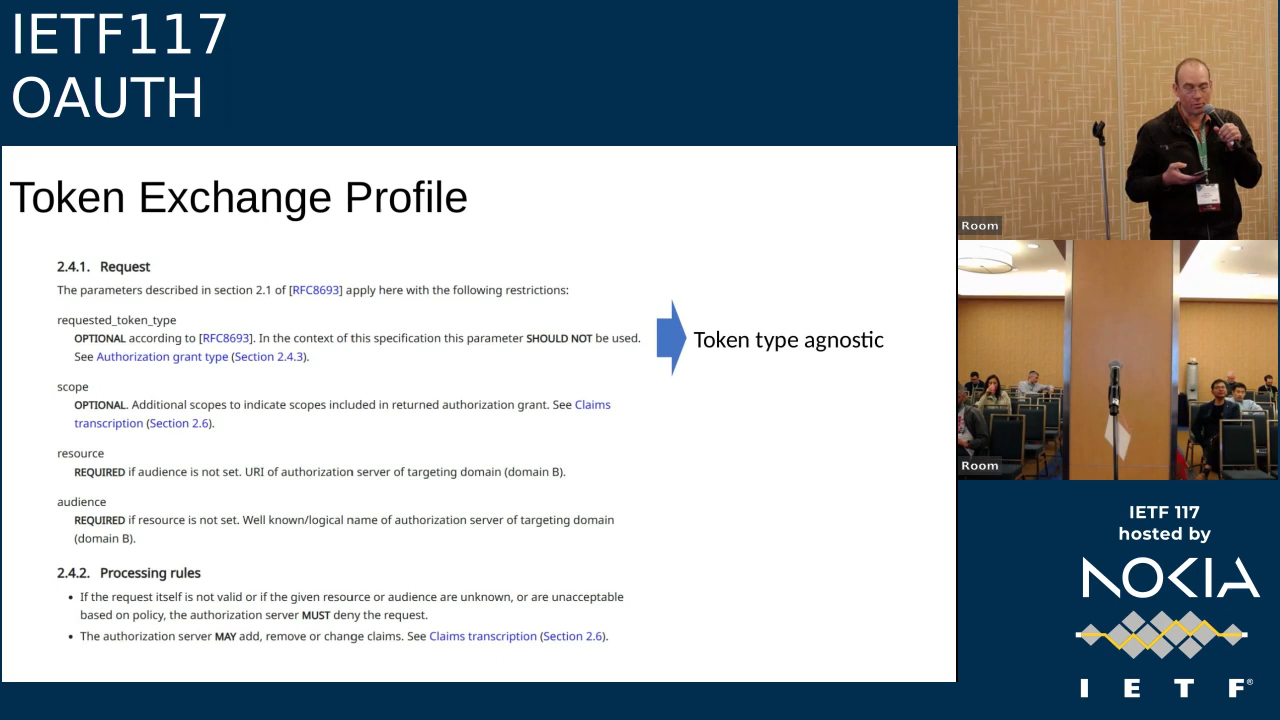 IETF117
OAUTH
Token Exchange Profile
2.4.1. Request
The parameters described in section 2.1 of [RFC8693] apply here with the following restrictions:
requested_token_type
OPTIONAL according to [RFC8693]. In the context of this specification this parameter SHOULD NOT be used.
See Authorization grant type (Section 2.4.3).
scope
OPTIONAL. Additional scopes to indicate scopes included in returned authorization grant. See Claims
transcription (Section 2.6).
resource
REQUIRED if audience is not set. URI of authorization server of targeting domain (domain B).
audience
REQUIRED if resource is not set. Well known/logical name of authorization server of targeting domain
(domain B).
2.4.2. Processing rules
• If the request itself is not valid or if the given resource or audience are unknown, or are unacceptable
based on policy, the authorization server MUST deny the request.
• The authorization server MAY add, remove or change claims. See Claims transcription (Section 2.6).
Token type agnostic
Room
Room
IETF 117
hosted by
NOKIA
I E T F®